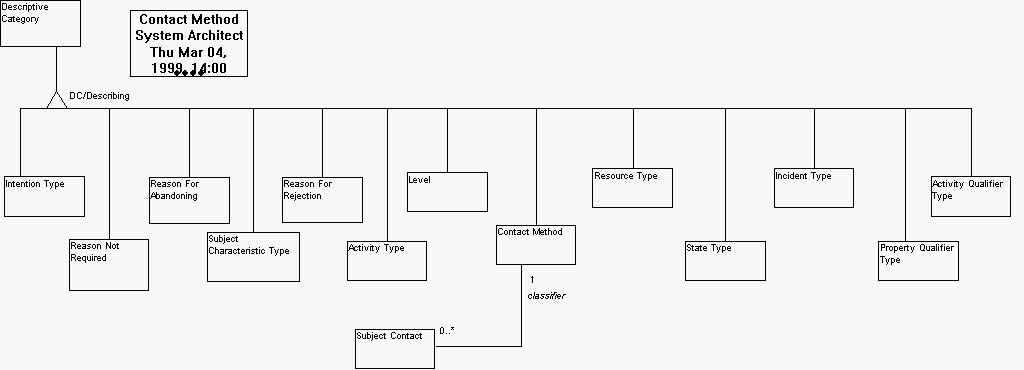 Descriptive
Category
Contact Method
System Architect
Thu Mar 04,
1999 14:00
DC/Describing
Intention Type
Reason Not
Required
Reason For
Abandoning
Subject
Characteristic Type
Reason For
Rejection
Activity Type
Level
Contact Method
Resource Type
State Type
Incident Type
Property Qualifier
Type
Activity Qualifier
Type
1
classifier
0..*
Subject Contact